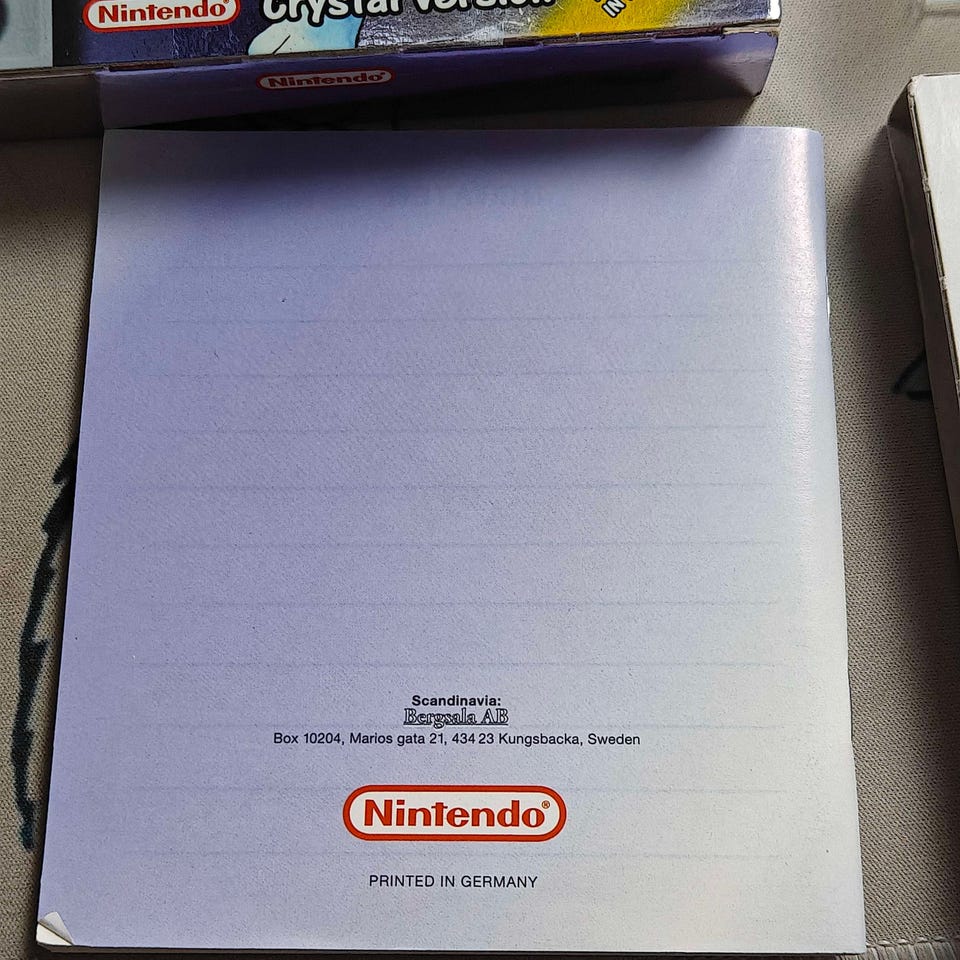 Nintendo®
Crystal Version
IN
Nintendo®
Scandinavia:
Bergsala AB
Box 10204, Marios gata 21, 434 23 Kungsbacka, Sweden
Nintendo®
PRINTED IN GERMANY